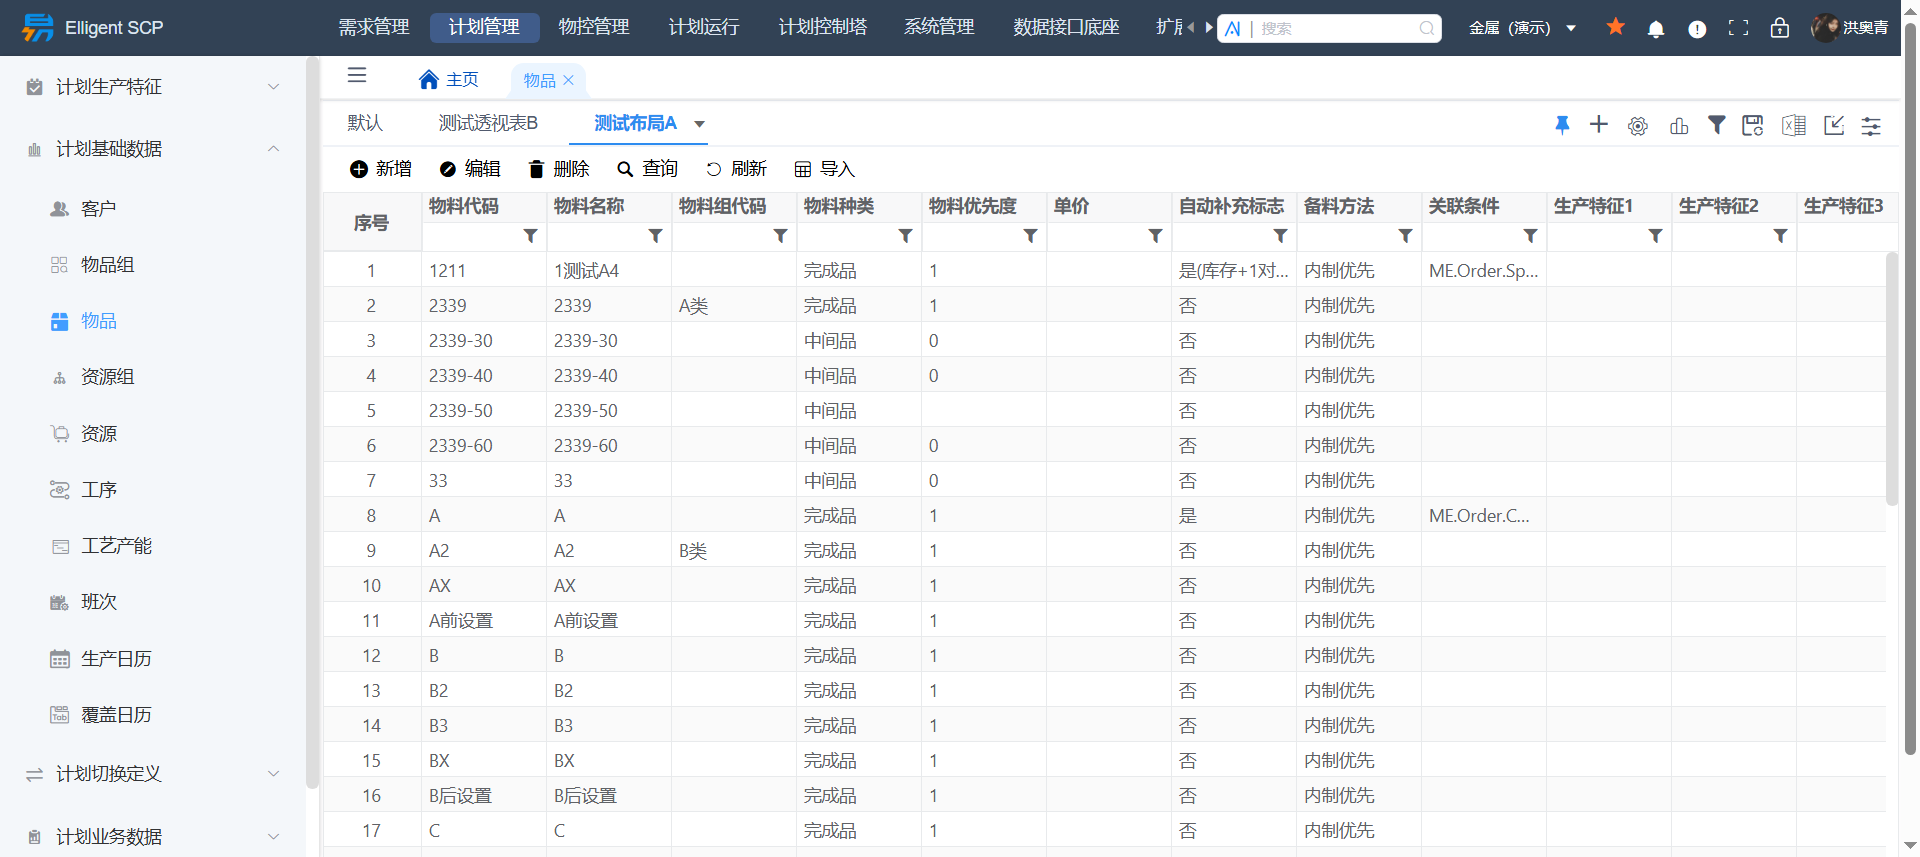 Elligent SCP 需求管理 计划管理 物控管理 计划运行 计划控制塔 系统管理 数据接口底座 AI | 搜索 金属 (演示) 洪奥青
计划生产特征
计划基础数据
客户
物品组
物品
资源组
资源
工序
工艺产能
班次
生产日历
覆盖日历
计划切换定义
计划业务数据
主页 物品
默认 测试透视表B 测试布局A
新增 编辑 删除 查询 刷新 导入
序号 物料代码 物料名称 物料组代码 物料种类 物料优先度 单价 自动补充标志 备料方法 关联条件 生产特征1 生产特征2 生产特征3
1 1211 1测试A4 完成品 1 是(库存+1对... 内制优先 ME.Order.Sp...
2 2339 2339 A类 完成品 1 否 内制优先
3 2339-30 2339-30 中间品 0 否 内制优先
4 2339-40 2339-40 中间品 0 否 内制优先
5 2339-50 2339-50 中间品 否 内制优先
6 2339-60 2339-60 中间品 0 否 内制优先
7 33 33 中间品 0 否 内制优先
8 A A 完成品 1 是 内制优先 ME.Order.C...
9 A2 A2 B类 完成品 1 否 内制优先
10 AX AX 完成品 1 否 内制优先
11 A前设置 A前设置 完成品 1 否 内制优先
12 B B 完成品 1 否 内制优先
13 B2 B2 完成品 1 否 内制优先
14 B3 B3 完成品 1 否 内制优先
15 BX BX 完成品 1 否 内制优先
16 B后设置 B后设置 完成品 1 否 内制优先
17 C C 完成品 1 否 内制优先